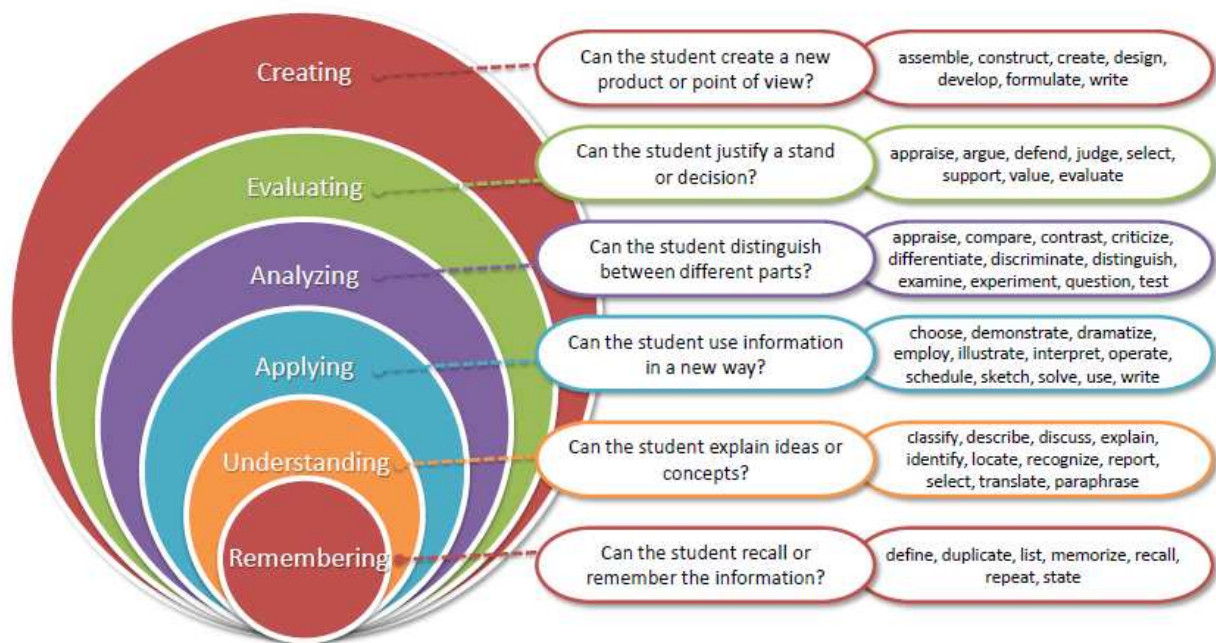 Creating
Can the student create a new
product or point of view?
assemble, construct, create, design,
develop, formulate, write
Evaluating
Can the student justify a stand
or decision?
appraise, argue, defend, judge, select,
support, value, evaluate
Analyzing
Can the student distinguish
between different parts?
appraise, compare, contrast, criticize,
differentiate, discriminate, distinguish,
examine, experiment, question, test
Applying
Can the student use information
in a new way?
choose, demonstrate, dramatize,
employ, illustrate, interpret, operate,
schedule, sketch, solve, use, write
Understanding
Can the student explain ideas or
concepts?
classify, describe, discuss, explain,
identify, locate, recognize, report,
select, translate, paraphrase
Remembering
Can the student recall or
remember the information?
define, duplicate, list, memorize, recall,
repeat, state